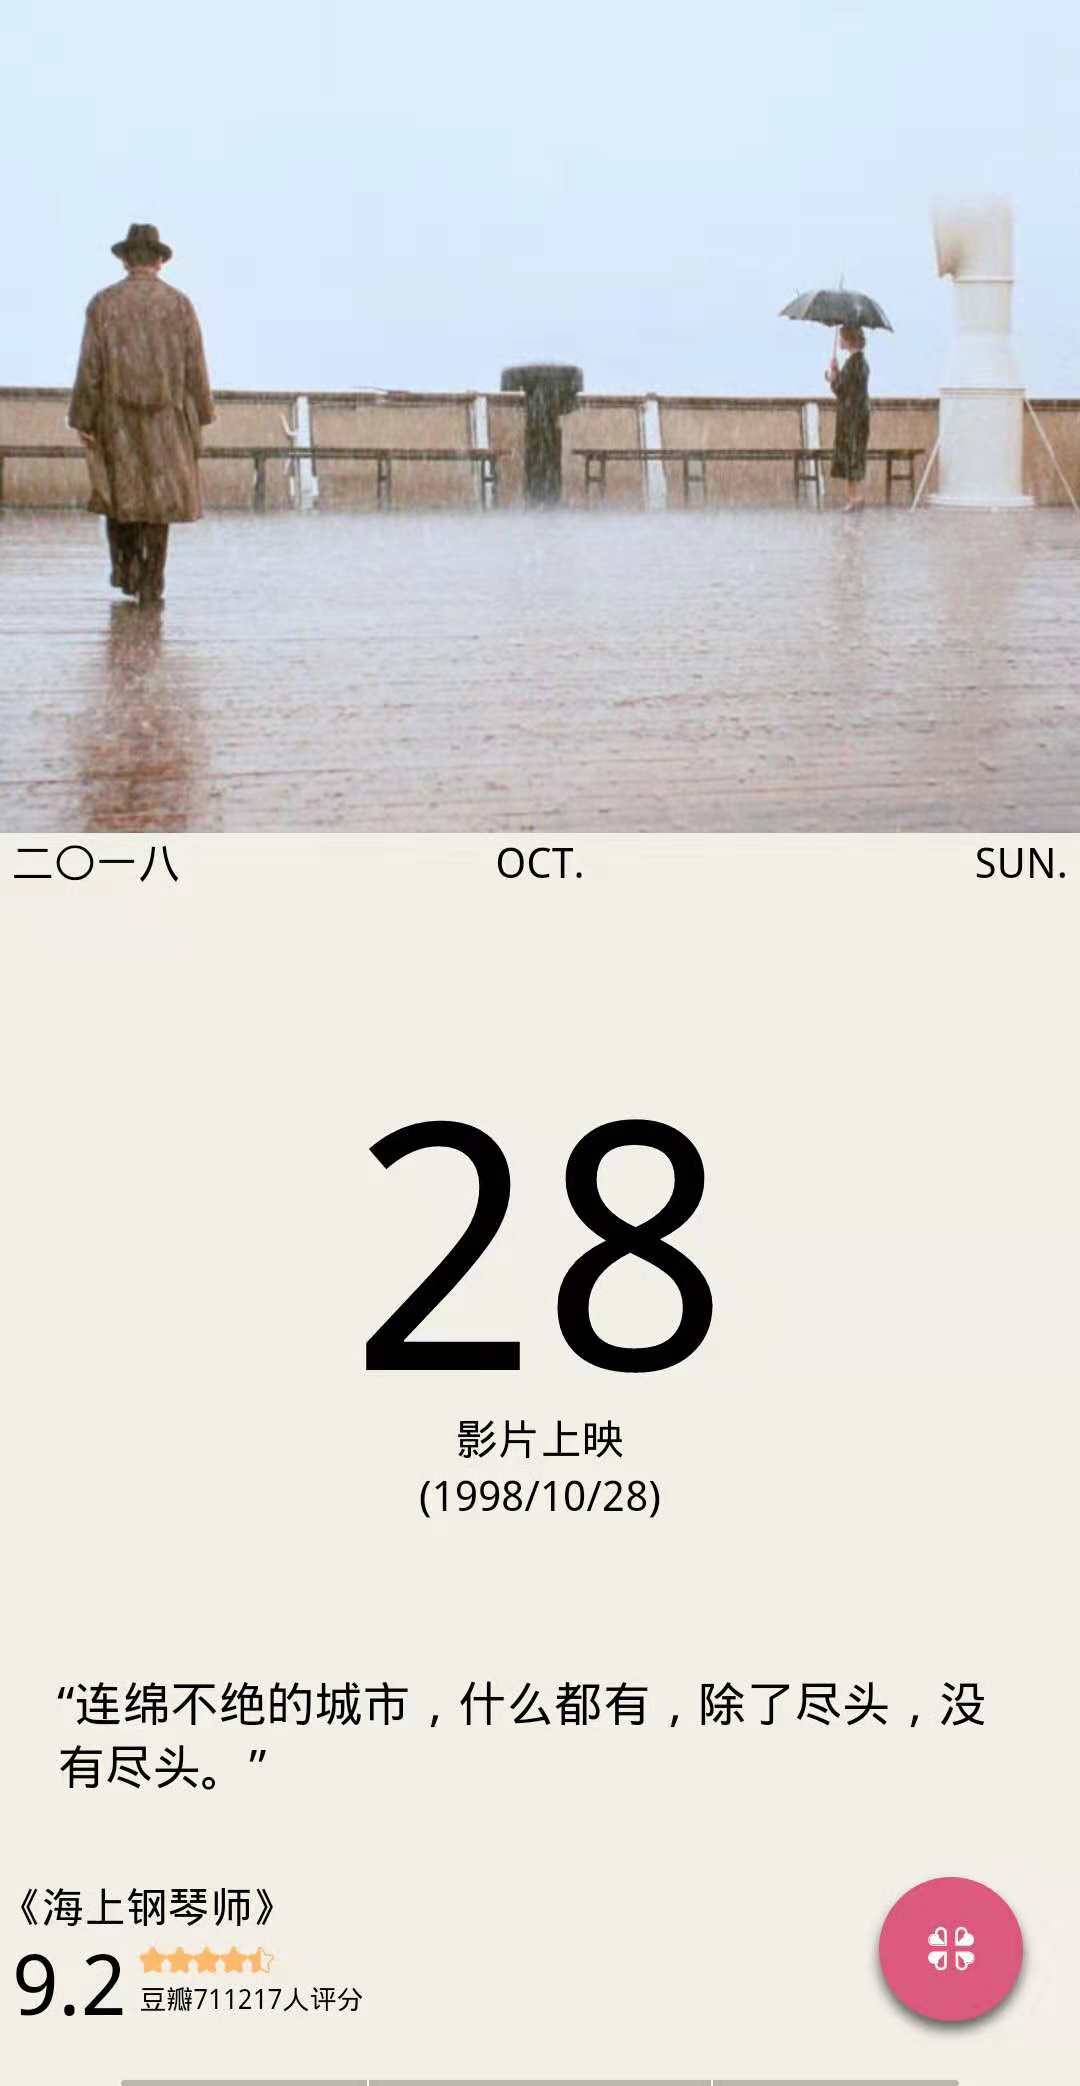 二〇一八 OCT. SUN.
28
影片上映
(1998/10/28)
“连绵不绝的城市，什么都有，除了尽头，没
有尽头。”
《海上钢琴师》
9.2
豆瓣711217人评分